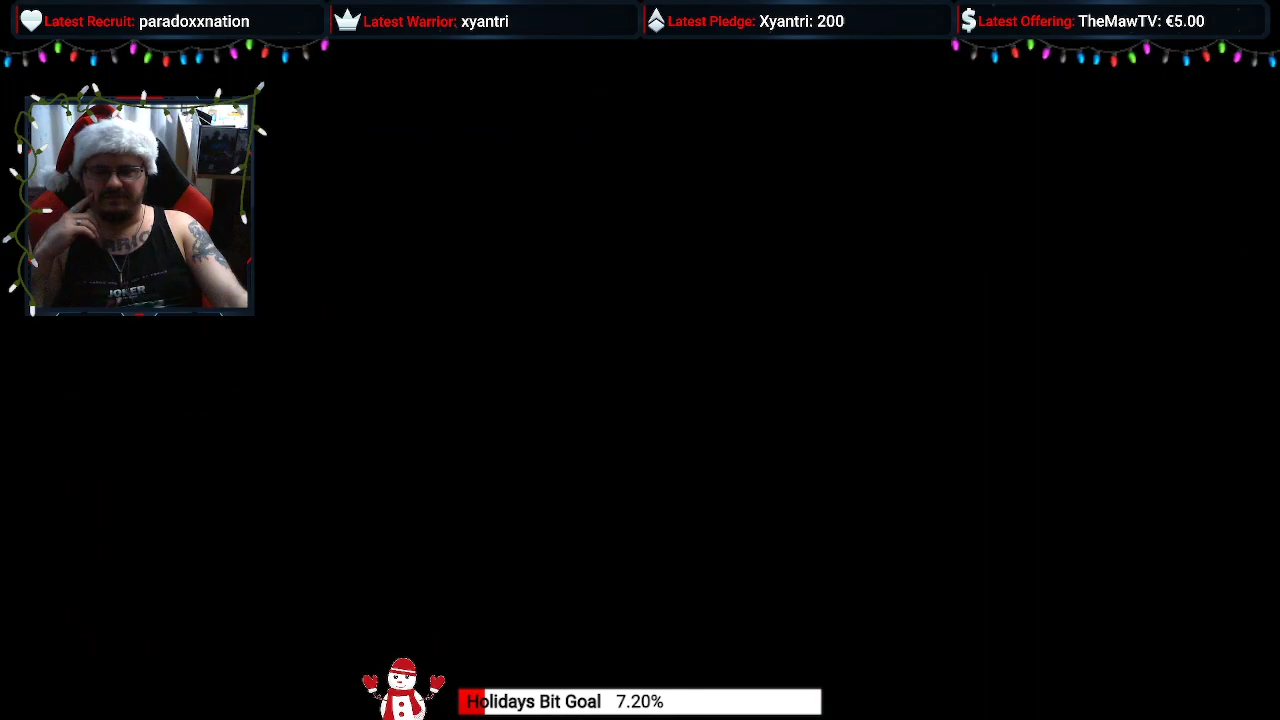 Latest Recruit: paradoxxnation
Latest Warrior: xyantri
Latest Pledge: Xyantri: 200
Latest Offering: TheMawTV: €5.00
JOKER
Holidays Bit Goal 7.20%